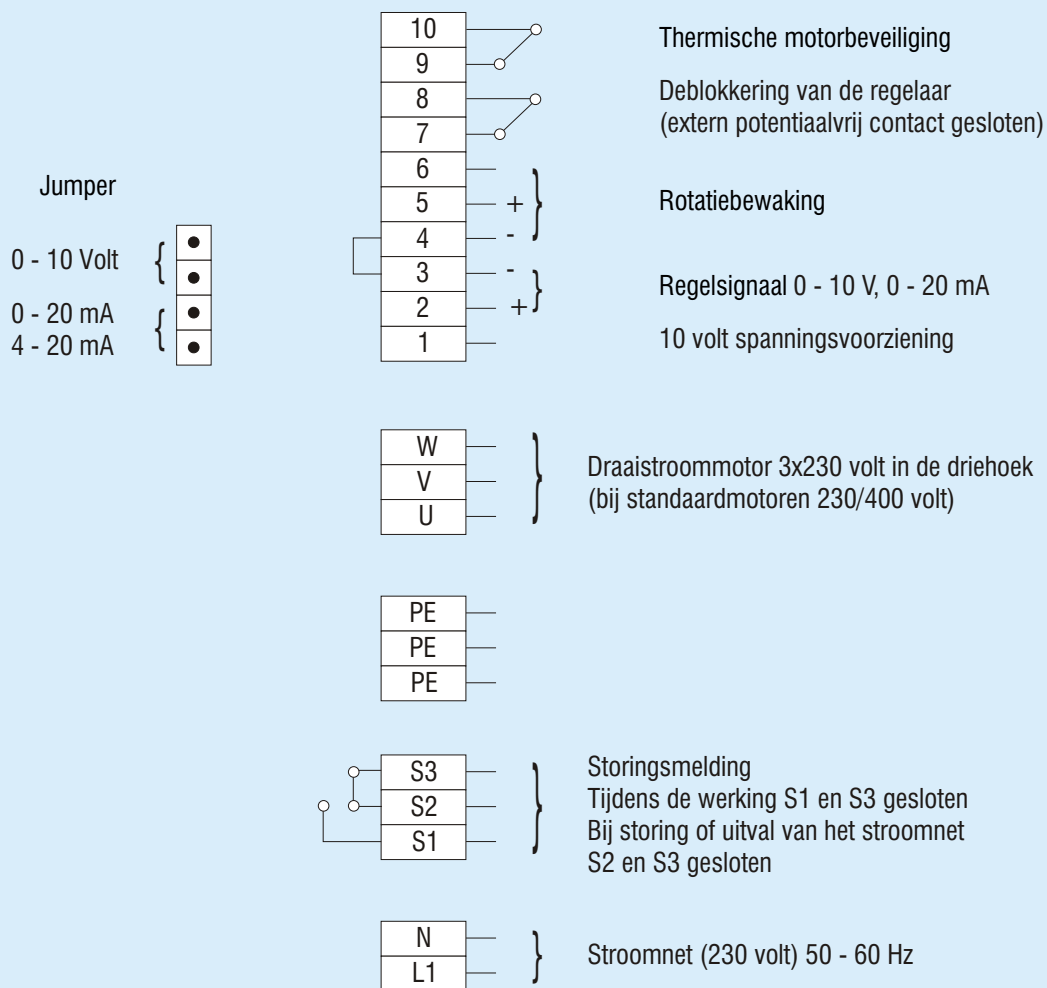 10
Thermische motorbeveiliging
9
8
Deblokkering van de regelaar
(extern potentiaalvrij contact gesloten)
7
6
Jumper
5 +
Rotatiebewaking
4 -
0 - 10 Volt
3 -
Regelsignaal 0 - 10 V, 0 - 20 mA
0 - 20 mA
2 +
4 - 20 mA
1
10 volt spanningsvoorziening
W
V
U
Draaistroommotor 3x230 volt in de driehoek
(bij standaardmotoren 230/400 volt)
PE
PE
PE
S3
S2
S1
Storingsmelding
Tijdens de werking S1 en S3 gesloten
Bij storing of uitval van het stroomnet
S2 en S3 gesloten
N
L1
Stroomnet (230 volt) 50 - 60 Hz